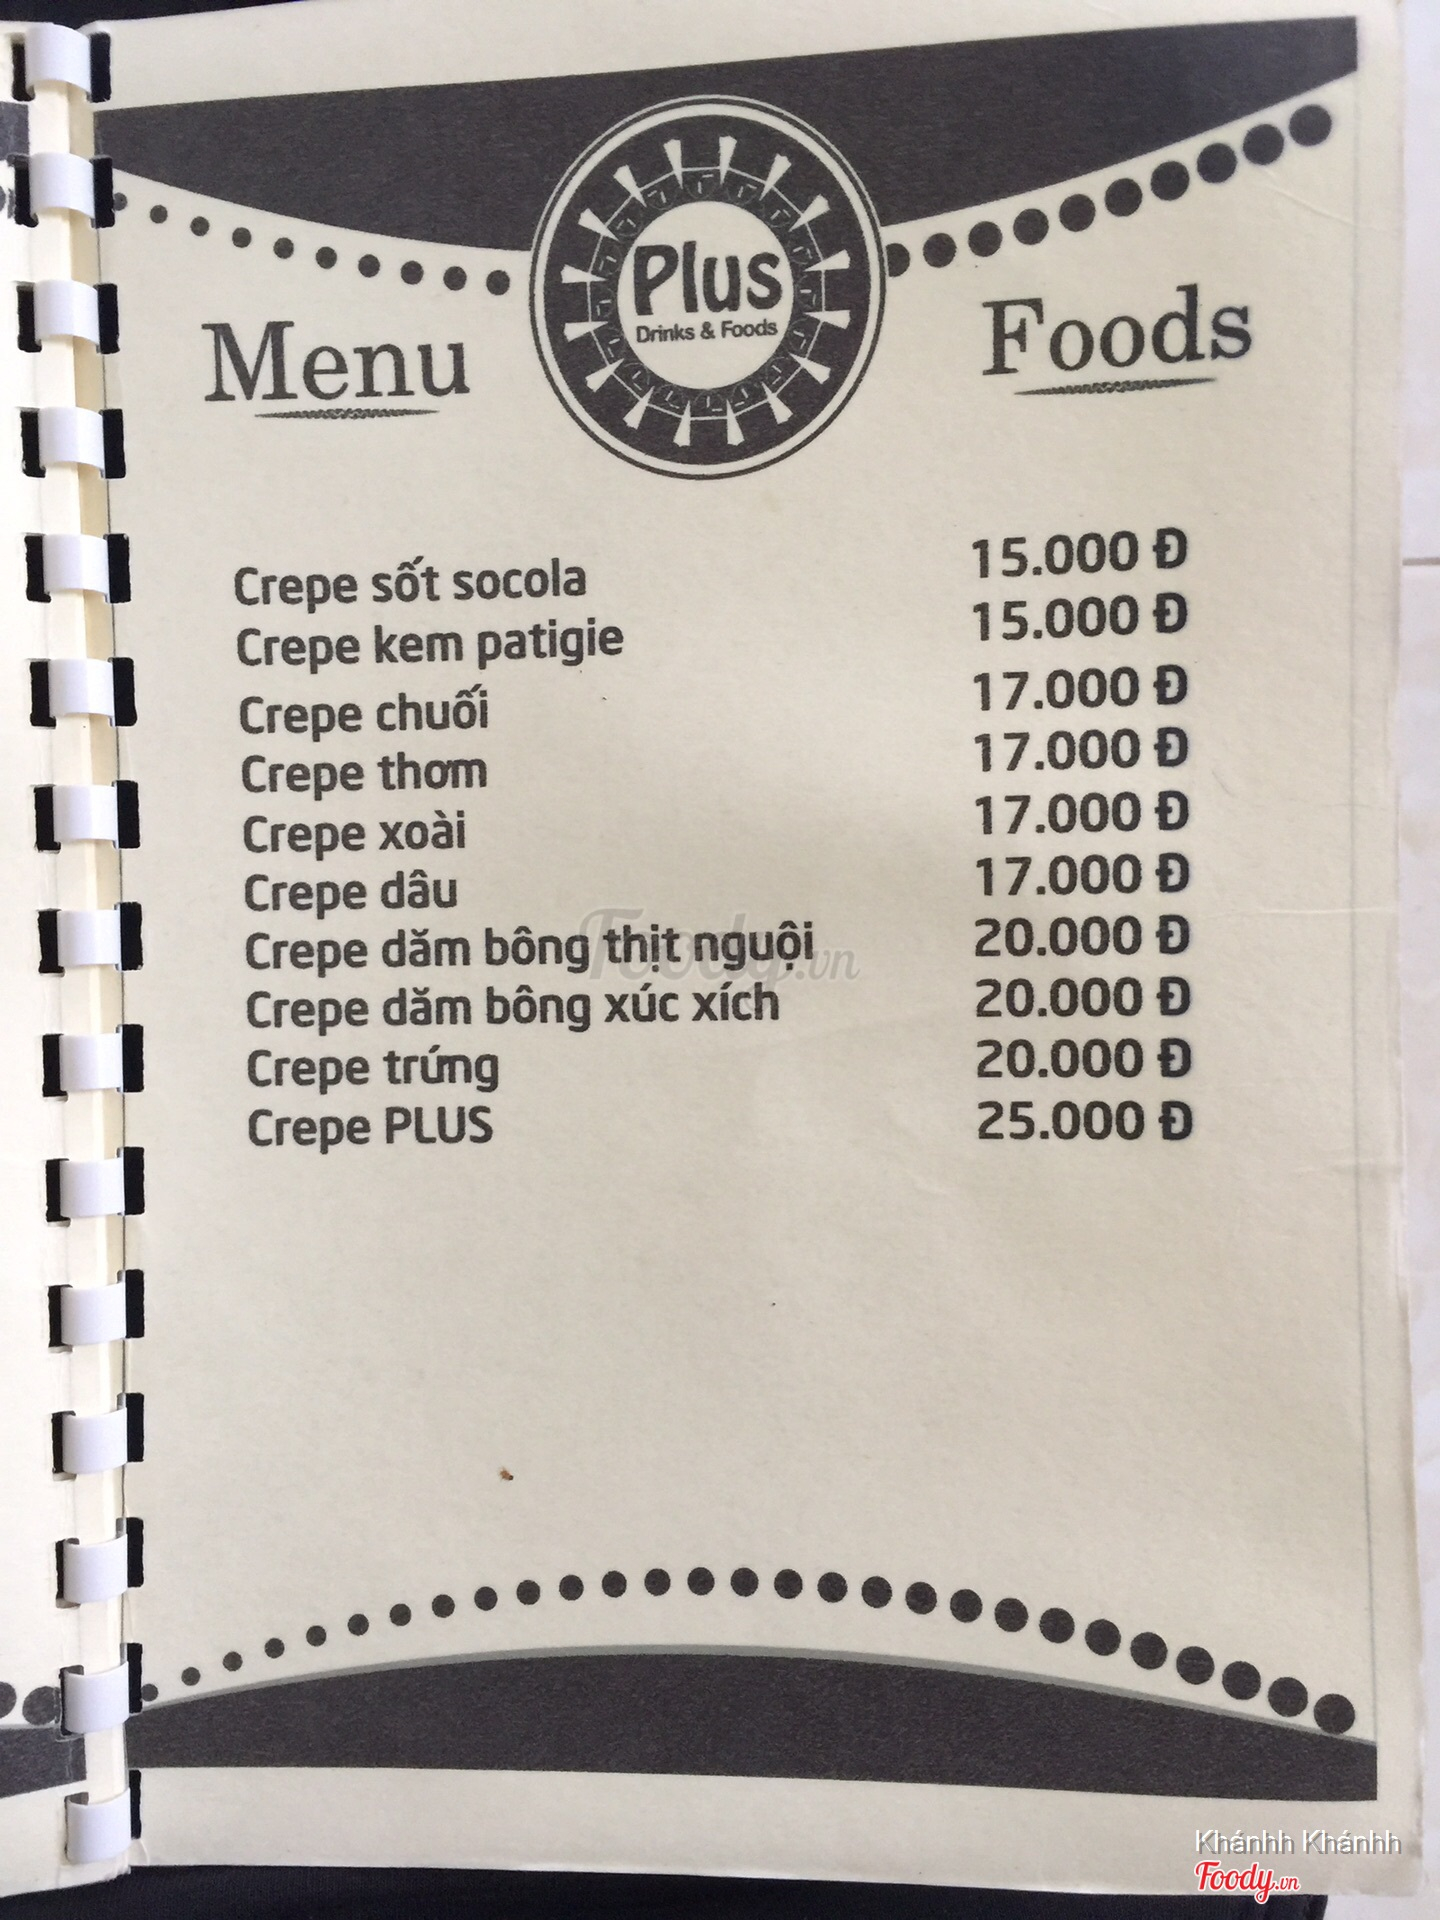 Plus
Drinks & Foods
Menu Foods
Crepe sốt socola 15.000 Đ
Crepe kem patigie 15.000 Đ
Crepe chuối 17.000 Đ
Crepe thơm 17.000 Đ
Crepe xoài 17.000 Đ
Crepe dâu 17.000 Đ
Crepe dăm bông thịt nguội 20.000 Đ
Crepe dăm bông xúc xích 20.000 Đ
Crepe trứng 20.000 Đ
Crepe PLUS 25.000 Đ
Foody.vn
Khánhh Khánhh
Foody.vn